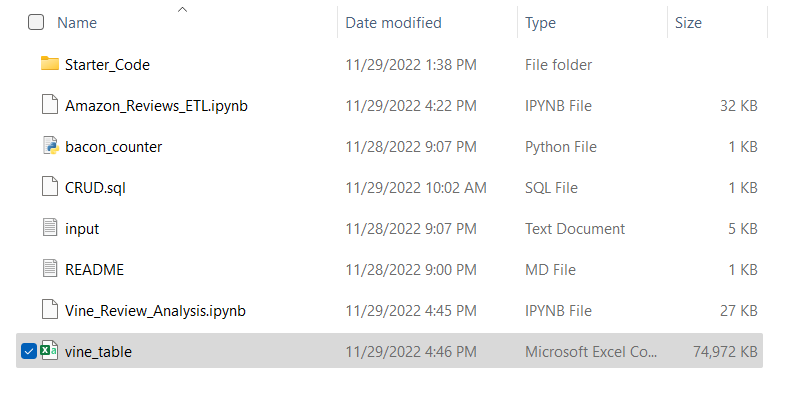 Name Date modified Type Size
Starter_Code 11/29/2022 1:38 PM File folder
Amazon_Reviews_ETL.ipynb 11/29/2022 4:22 PM IPYNB File 32 KB
bacon_counter 11/28/2022 9:07 PM Python File 1 KB
CRUD.sql 11/29/2022 10:02 AM SQL File 1 KB
input 11/28/2022 9:07 PM Text Document 5 KB
README 11/28/2022 9:00 PM MD File 1 KB
Vine_Review_Analysis.ipynb 11/29/2022 4:45 PM IPYNB File 27 KB
vine_table 11/29/2022 4:46 PM Microsoft Excel Co... 74,972 KB